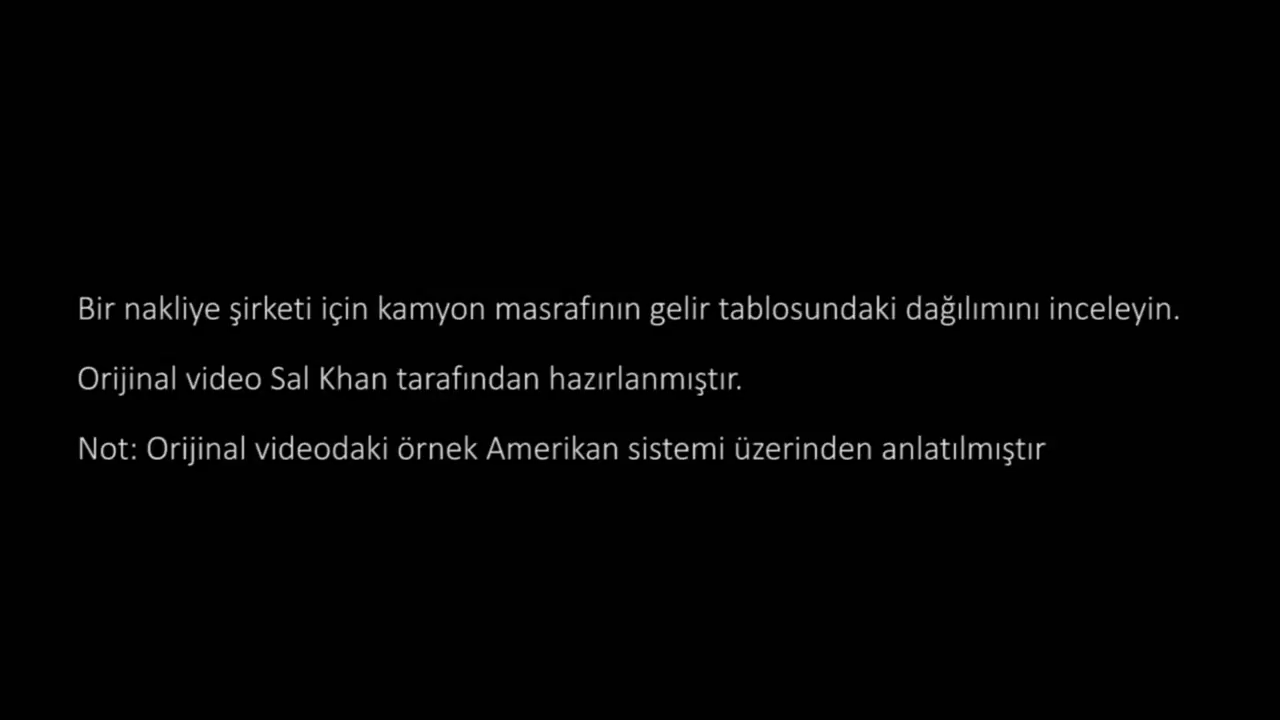 Bir nakliye şirketi için kamyon masrafının gelir tablosundaki dağılımını inceleyin.
Orijinal video Sal Khan tarafından hazırlanmıştır.
Not: Orijinal videodaki örnek Amerikan sistemi üzerinden anlatılmıştır